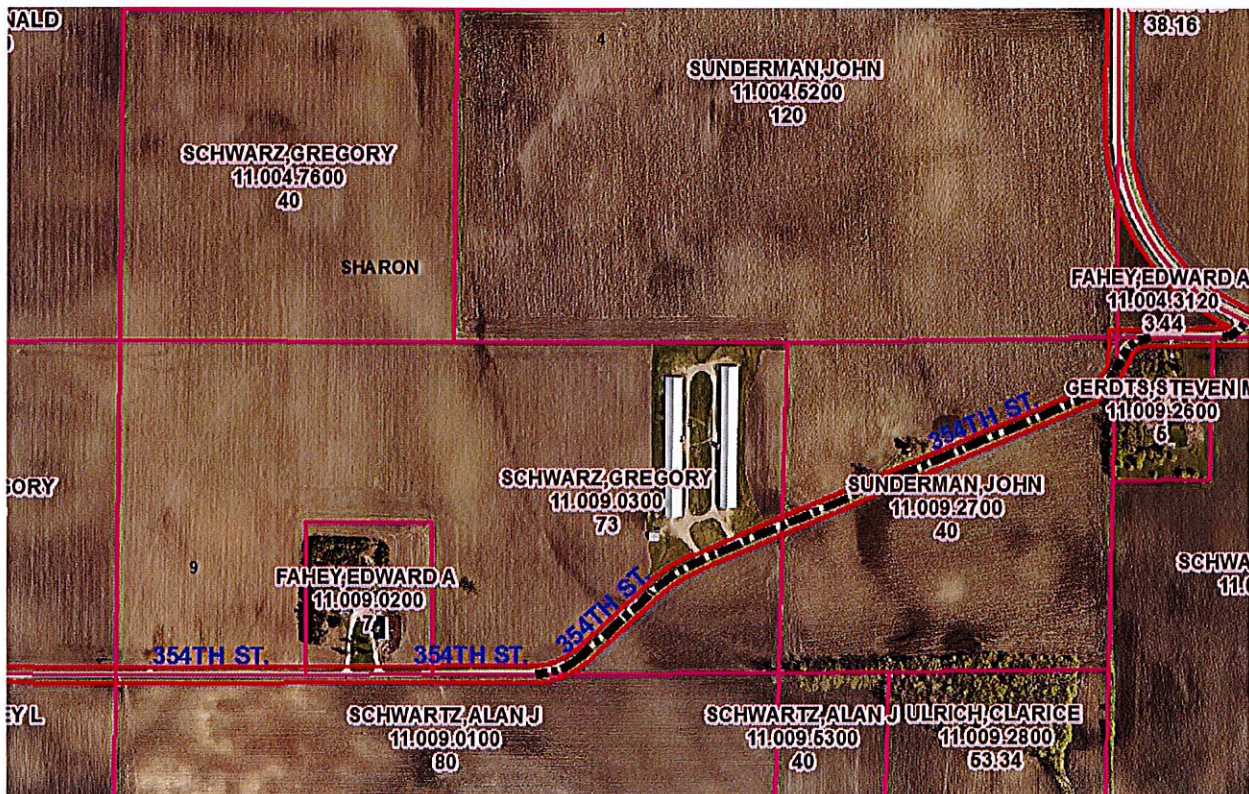 NALD
38.16
4
SUNDERMAN,JOHN
11.004.5200
120
SCHWARZ,GREGORY
11.004.7600
40
SHARON
FAHEY,EDWARD A
11.004.3120
3.44
GERDTS,STEVEN M
11.009.2600
5
354TH ST.
SCHWARZ,GREGORY
11.009.0300
73
SUNDERMAN,JOHN
11.009.2700
40
GORY
9
FAHEY,EDWARD A
11.009.0200
7
SCHWA
11.0
354TH ST.
354TH ST.
354TH ST.
EY L
SCHWARTZ,ALAN J
11.009.0100
80
SCHWARTZ,ALAN J
11.009.5300
40
ULRICH,CLARICE
11.009.2800
53.34